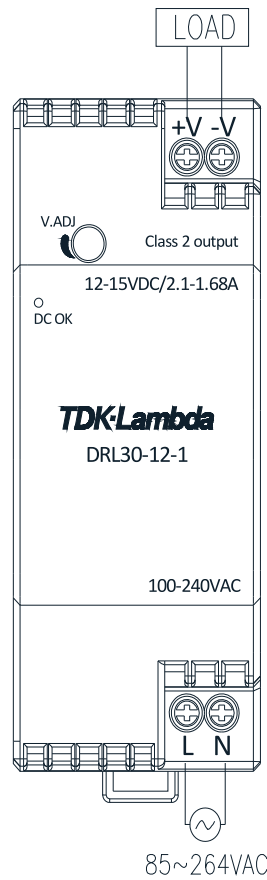 LOAD
+V -V
V.ADJ
Class 2 output
12-15VDC/2.1-1.68A
DC OK
TDK·Lambda
DRL30-12-1
100-240VAC
L N
85~264VAC